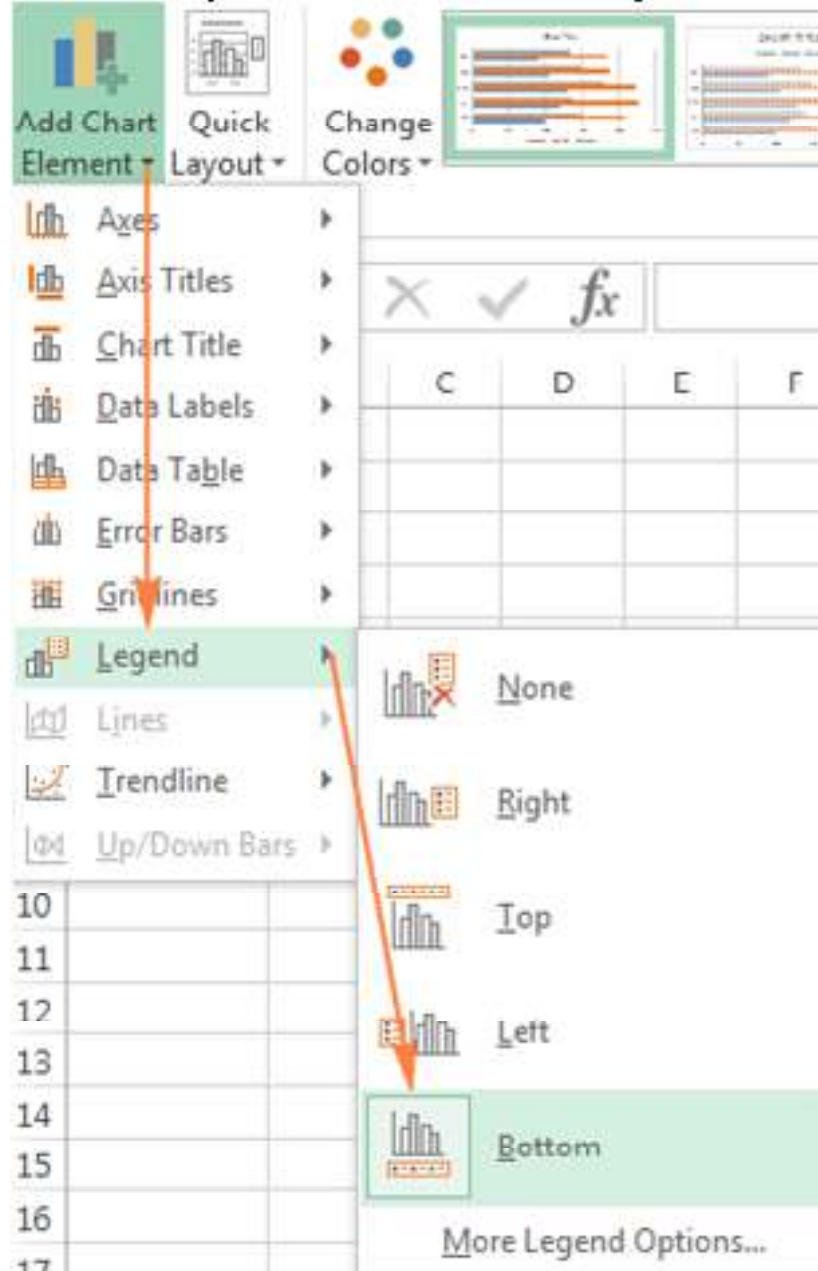 Add Chart Element
Quick Layout
Change Colors
Axes
Axis Titles
fx
Chart Title
C D E F
Data Labels
Data Table
Error Bars
Gridlines
Legend
None
Lines
Trendline
Right
Up/Down Bars
10
Top
11
12
Left
13
14
Bottom
15
16
More Legend Options...
17